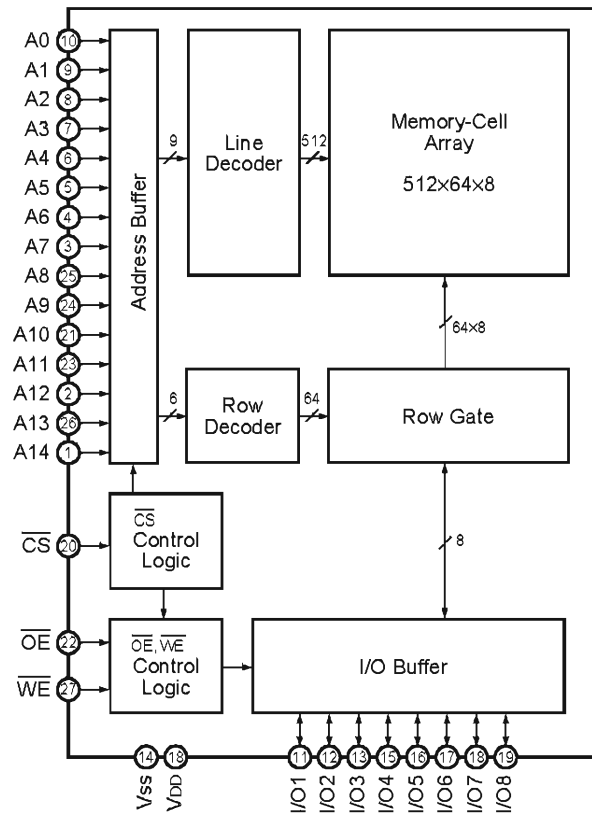 A0 10
A1 9
A2 8
A3 7
A4 6
A5 5
A6 4
A7 3
A8 25
A9 24
A10 21
A11 23
A12 2
A13 26
A14 1
Address Buffer
9
Line
Decoder
512
Memory-Cell
Array
512×64×8
64×8
6
Row
Decoder
64
Row Gate
8
CS 20
CS
Control
Logic
OE 22
WE 27
OE, WE
Control
Logic
I/O Buffer
14 18 11 12 13 15 16 17 18 19
Vss VDD I/O1 I/O2 I/O3 I/O4 I/O5 I/O6 I/O7 I/O8